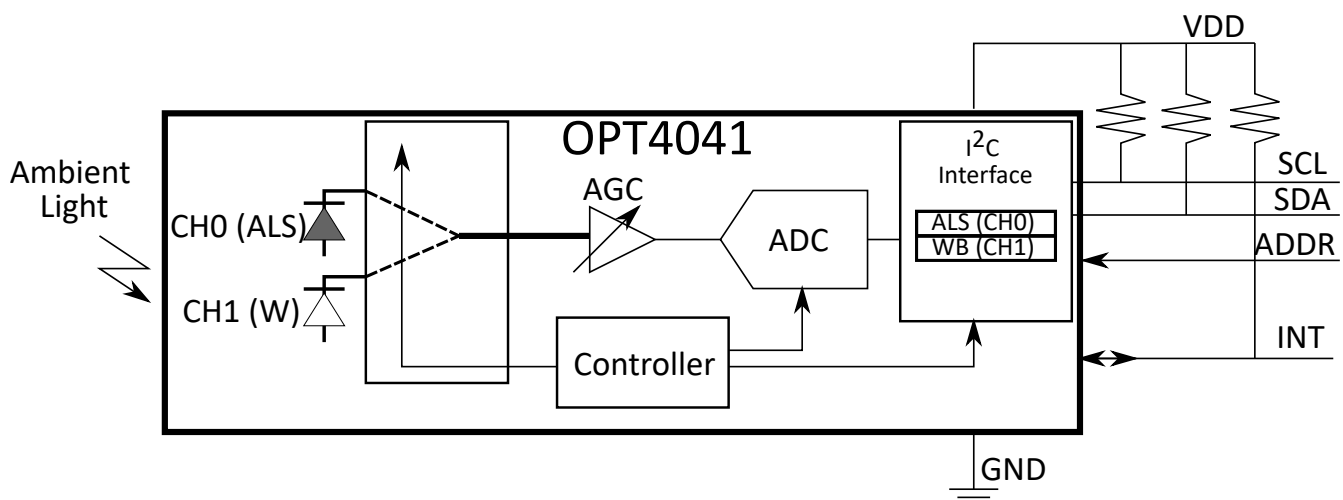 VDD
OPT4041
I²C
Interface
Ambient
Light
AGC
SCL
SDA
CH0 (ALS)
ALS (CH0)
ADC
WB (CH1)
ADDR
CH1 (W)
INT
Controller
GND